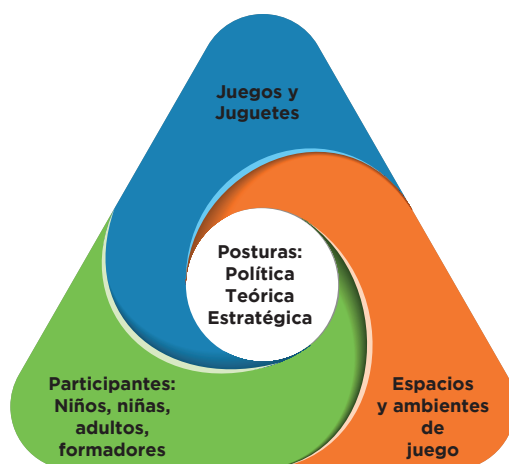 Juegos y
Juguetes
Posturas:
Política
Teórica
Estratégica
Participantes:
Niños, niñas,
adultos,
formadores
Espacios
y ambientes
de
juego